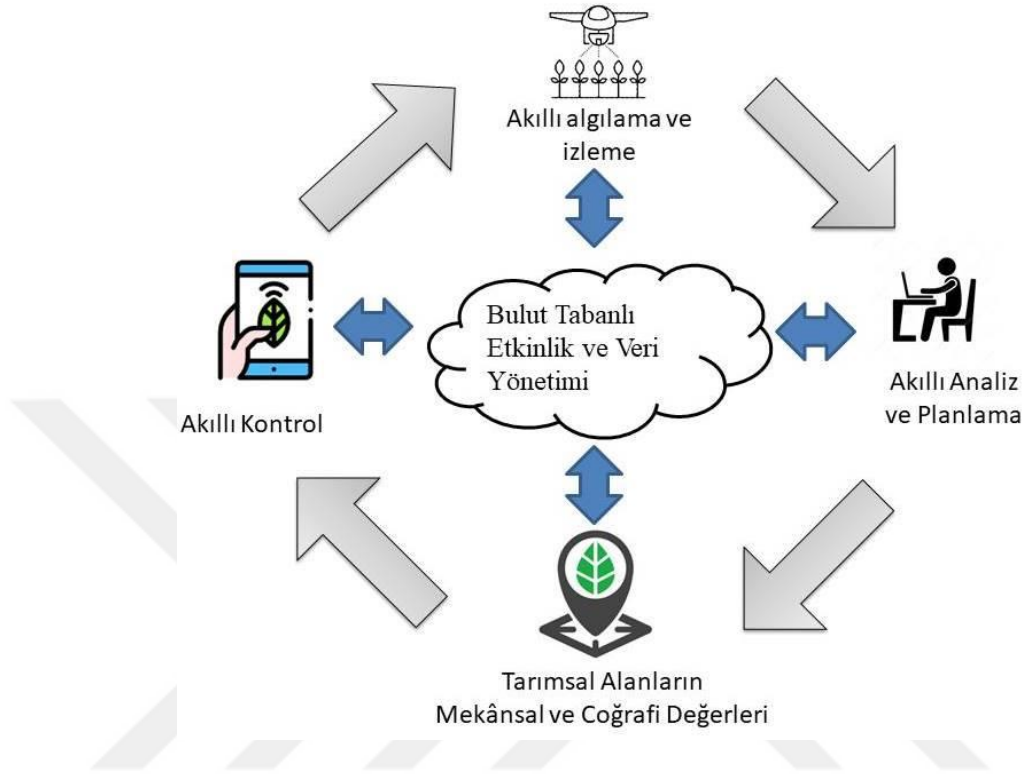 Akıllı algılama ve
izleme
Bulut Tabanlı
Etkinlik ve Veri
Yönetimi
Akıllı Kontrol
Akıllı Analiz
ve Planlama
Tarımsal Alanların
Mekânsal ve Coğrafi Değerleri